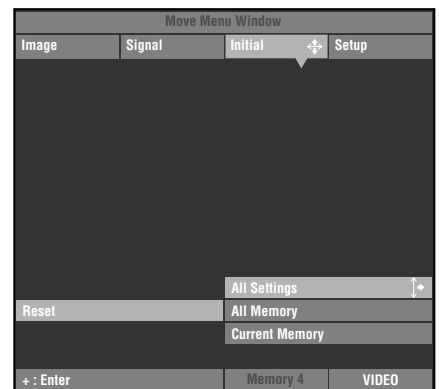 Move Menu Window
Image Signal Initial Setup
All Settings
Reset All Memory
Current Memory
+ : Enter Memory 4 VIDEO